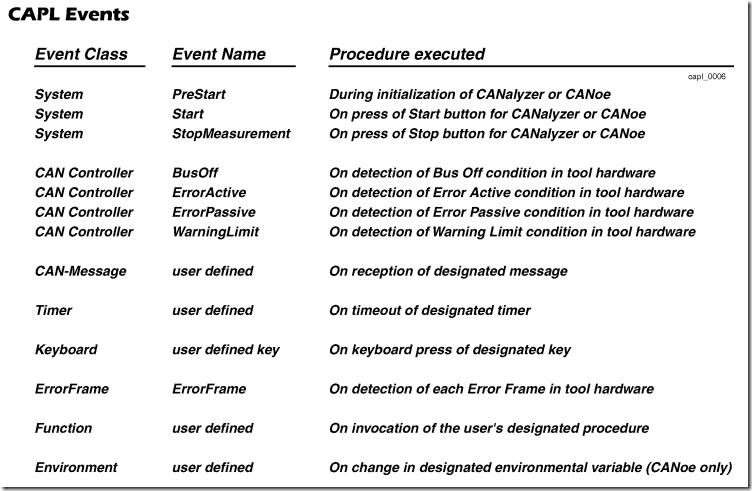 CAPL Events
Event Class Event Name Procedure executed
capl_0006
System PreStart During initialization of CANalyzer or CANoe
System Start On press of Start button for CANalyzer or CANoe
System StopMeasurement On press of Stop button for CANalyzer or CANoe
CAN Controller BusOff On detection of Bus Off condition in tool hardware
CAN Controller ErrorActive On detection of Error Active condition in tool hardware
CAN Controller ErrorPassive On detection of Error Passive condition in tool hardware
CAN Controller WarningLimit On detection of Warning Limit condition in tool hardware
CAN-Message user defined On reception of designated message
Timer user defined On timeout of designated timer
Keyboard user defined key On keyboard press of designated key
ErrorFrame ErrorFrame On detection of each Error Frame in tool hardware
Function user defined On invocation of the user's designated procedure
Environment user defined On change in designated environmental variable (CANoe only)